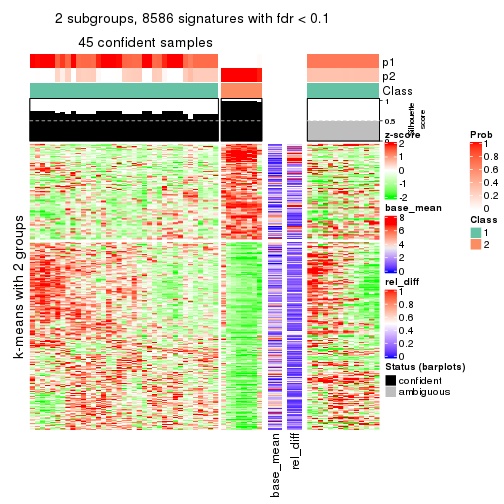 2 subgroups, 8586 signatures with fdr < 0.1
45 confident samples
p1
p2
Class
1
0.5
0
Silhouette
score
k-means with 2 groups
base_mean
rel_diff
z-score
2
1
0
-1
-2
base_mean
8
6
4
2
0
rel_diff
1
0.8
0.6
0.4
0.2
0
Status (barplots)
confident
ambiguous
Prob
1
0.8
0.6
0.4
0.2
0
Class
1
2